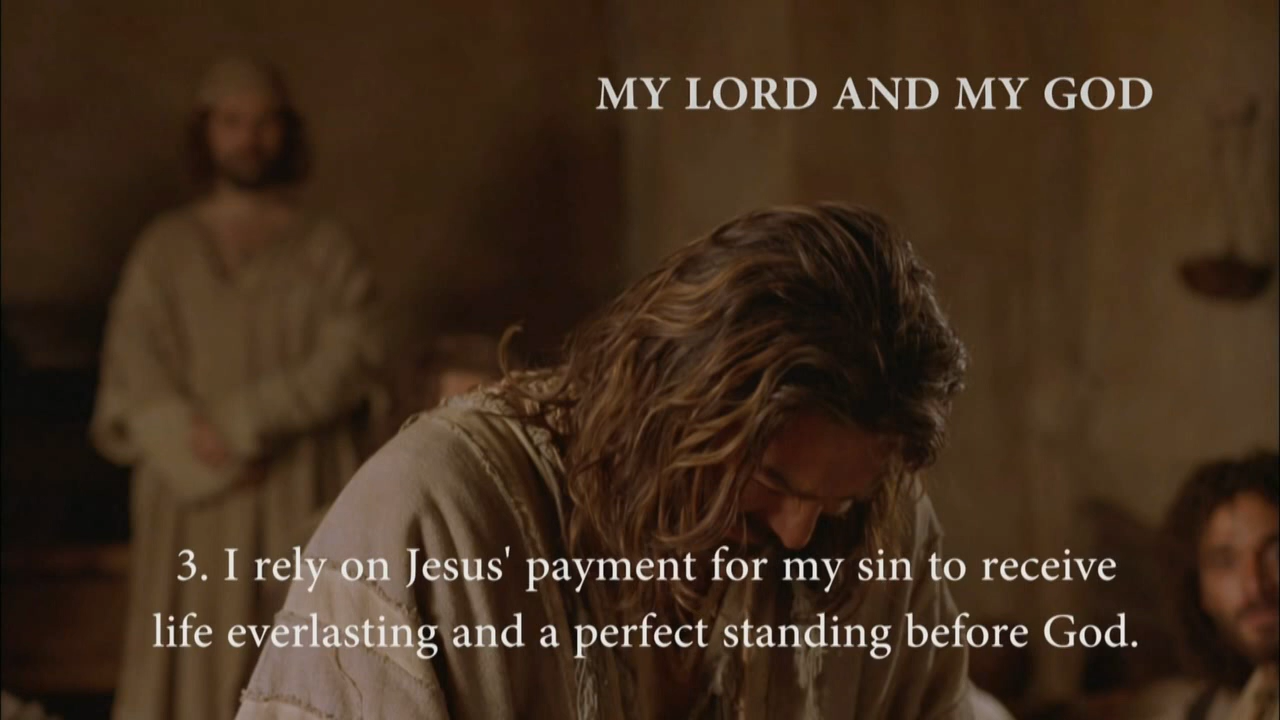 MY LORD AND MY GOD
3. I rely on Jesus' payment for my sin to receive
life everlasting and a perfect standing before God.